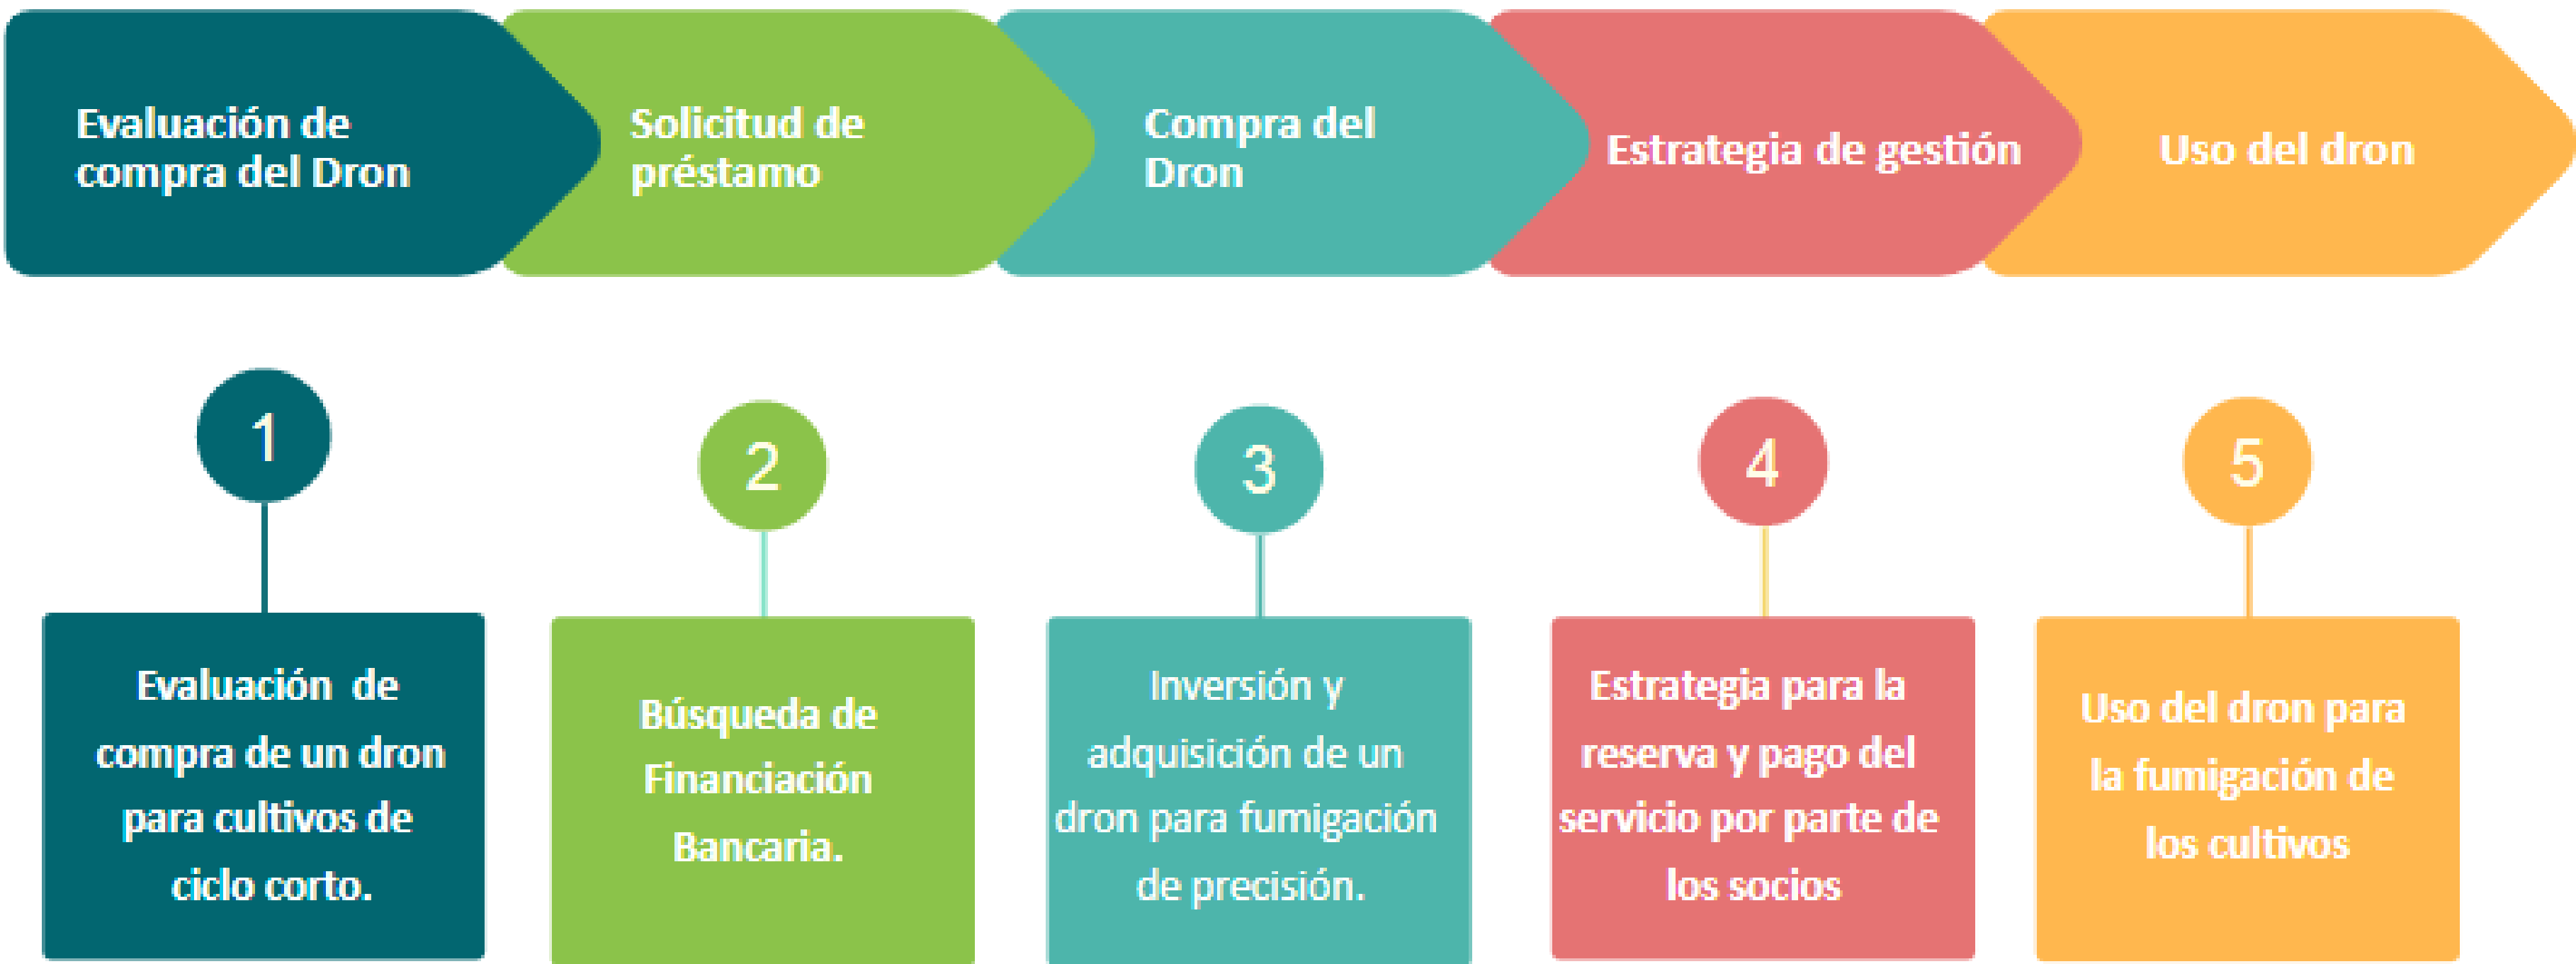 Evaluación de
compra del Dron
Solicitud de
préstamo
Compra del
Dron
Estrategia de gestión
Uso del dron
1
2
3
4
5
Evaluación de
compra de un dron
para cultivos de
ciclo corto.
Búsqueda de
Financiación
Bancaria.
Inversión y
adquisición de un
dron para fumigación
de precisión.
Estrategia para la
reserva y pago del
servicio por parte de
los socios
Uso del dron para
la fumigación de
los cultivos